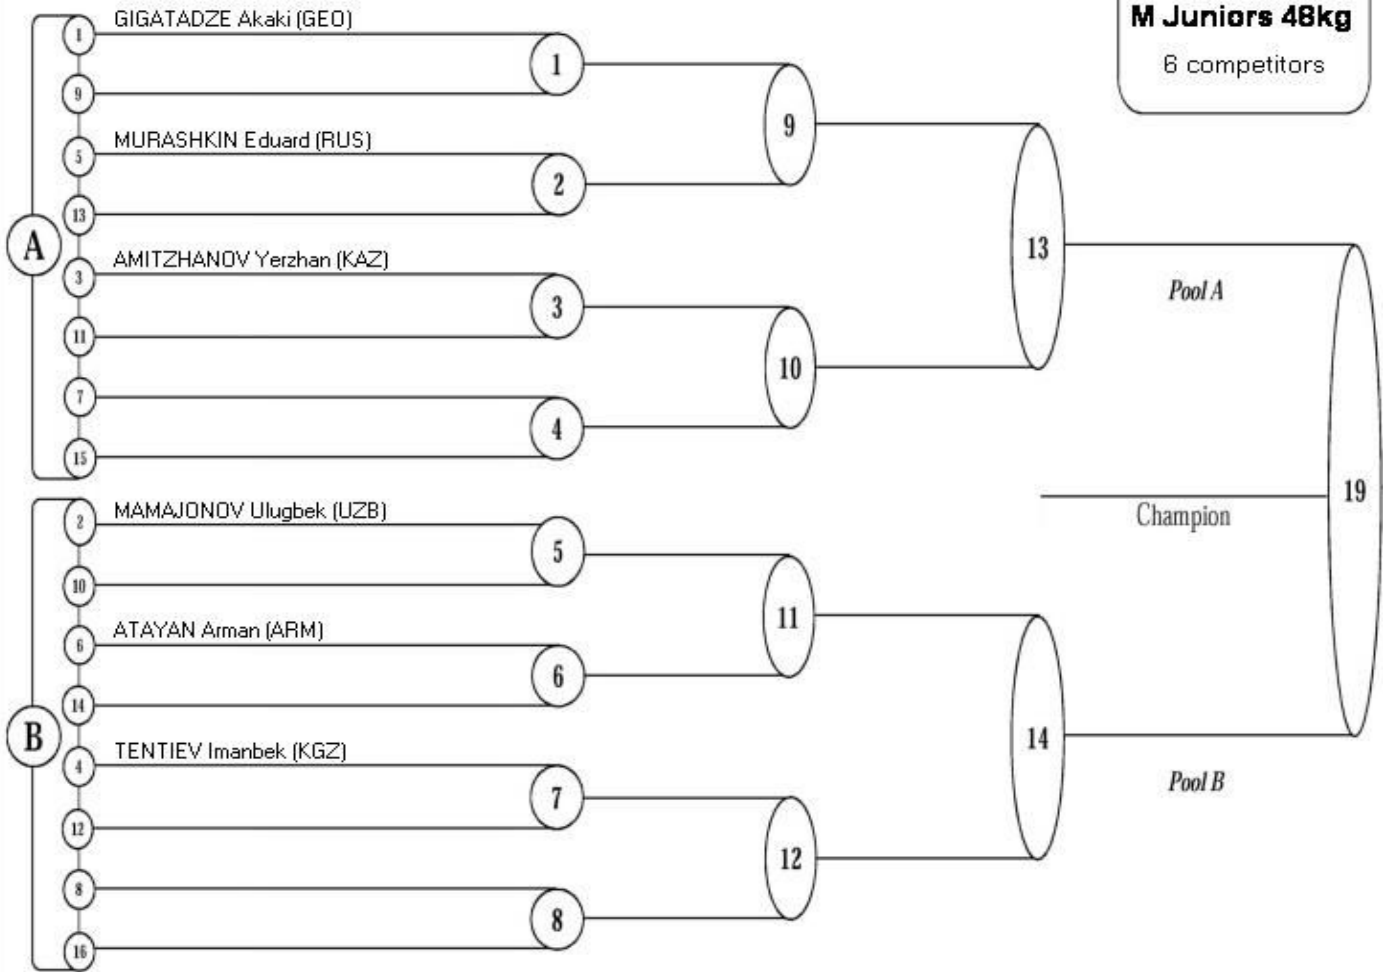 M Juniors 48kg
6 competitors
A
1
GIGATADZE Akaki (GEO)
9
1
5
MURASHKIN Eduard (RUS)
13
2
9
3
AMITZHANOV Yerzhan (KAZ)
11
3
7
15
4
10
13
Pool A
B
2
MAMAJONOV Ulugbek (UZB)
10
5
6
ATAYAN Arman (ARM)
14
6
11
4
TENTIEV Imanbek (KGZ)
12
7
8
16
8
12
14
Pool B
19
Champion